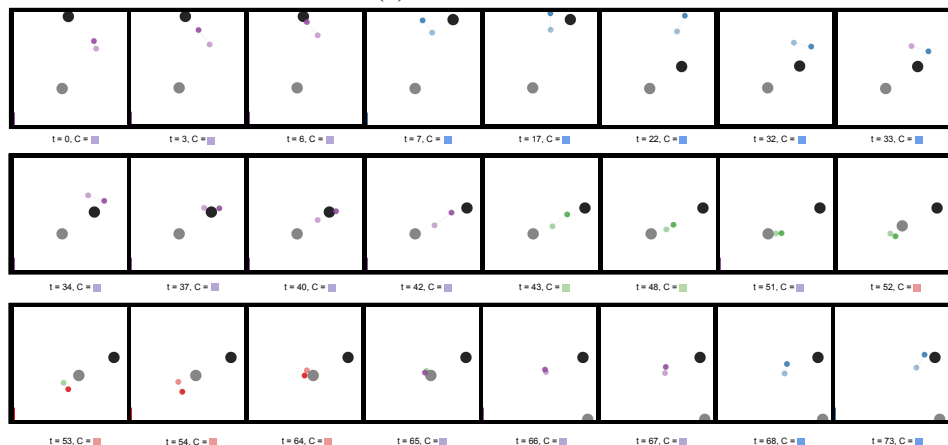 t = 0, C =
t = 3, C =
t = 6, C =
t = 7, C =
t = 17, C =
t = 22, C =
t = 32, C =
t = 33, C =
t = 34, C =
t = 37, C =
t = 40, C =
t = 42, C =
t = 43, C =
t = 48, C =
t = 51, C =
t = 52, C =
t = 53, C =
t = 54, C =
t = 64, C =
t = 65, C =
t = 66, C =
t = 67, C =
t = 68, C =
t = 73, C =